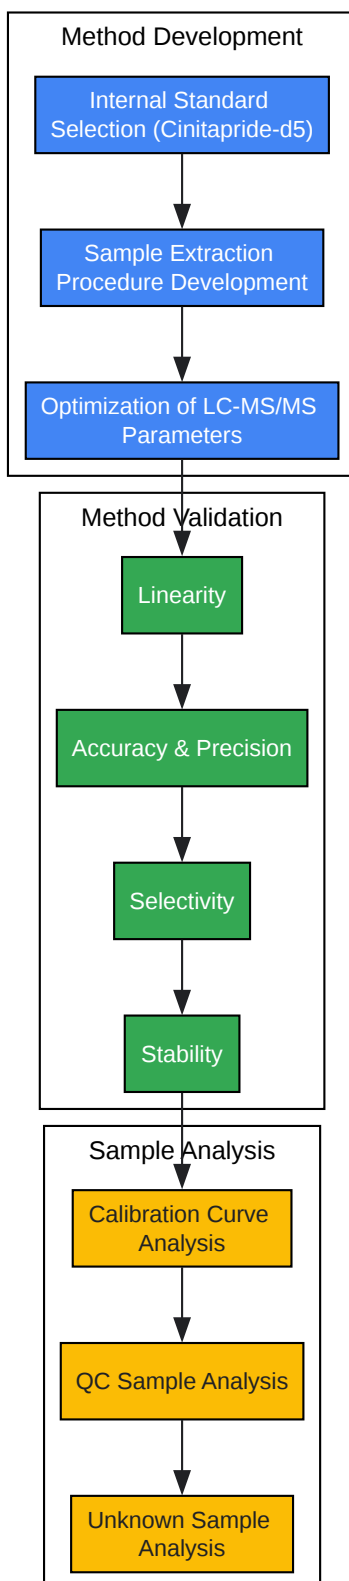 Method Development
Internal Standard
Selection (Cinitapride-d5)
Sample Extraction
Procedure Development
Optimization of LC-MS/MS
Parameters
Method Validation
Linearity
Accuracy & Precision
Selectivity
Stability
Sample Analysis
Calibration Curve
Analysis
QC Sample Analysis
Unknown Sample
Analysis